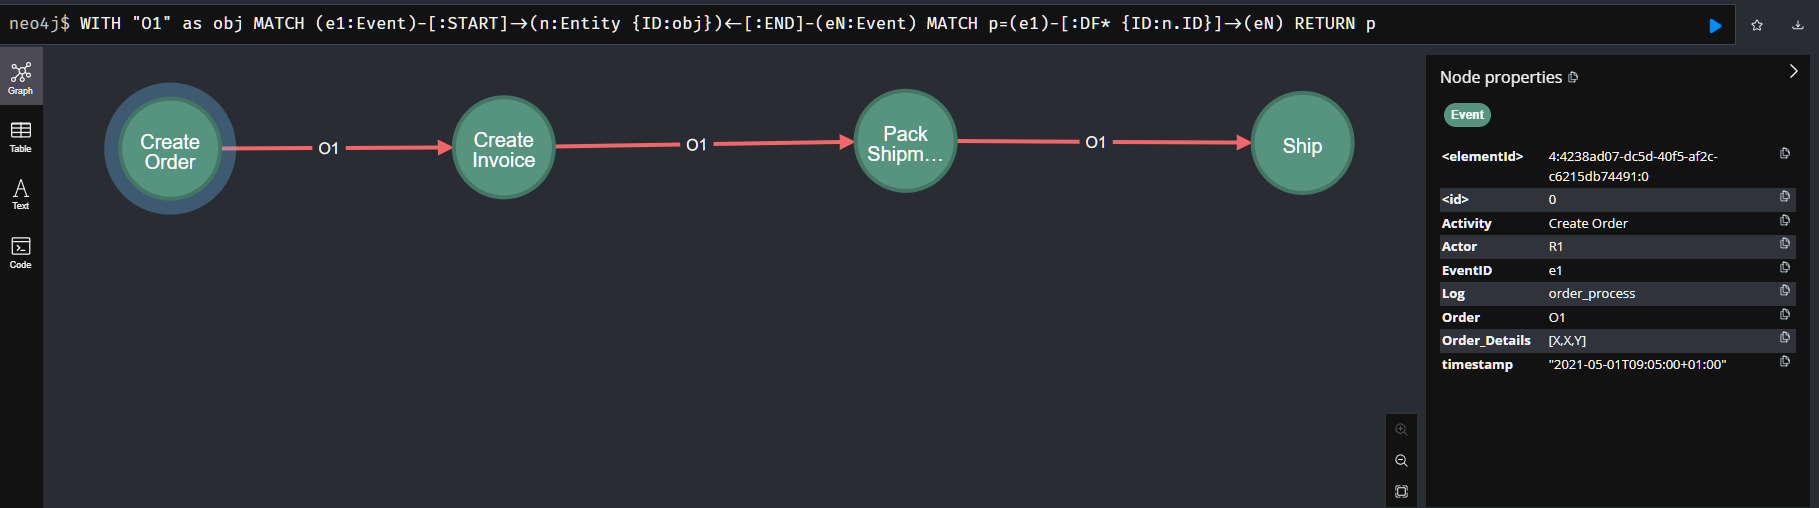 neo4j$ WITH "O1" as obj MATCH (e1:Event)-[:START]→(n:Entity {ID:obj})←[:END]-(eN:Event) MATCH p=(e1)-[:DF* {ID:n.ID}]→(eN) RETURN p
Graph
Table
Text
Code
Create
Order
O1
Create
Invoice
O1
Pack
Shipm...
O1
Ship
Node properties
Event
<elementId> 4:4238ad07-dc5d-40f5-af2c-
c6215db74491:0
<id> 0
Activity Create Order
Actor R1
EventID e1
Log order_process
Order O1
Order_Details [X,X,Y]
timestamp "2021-05-01T09:05:00+01:00"